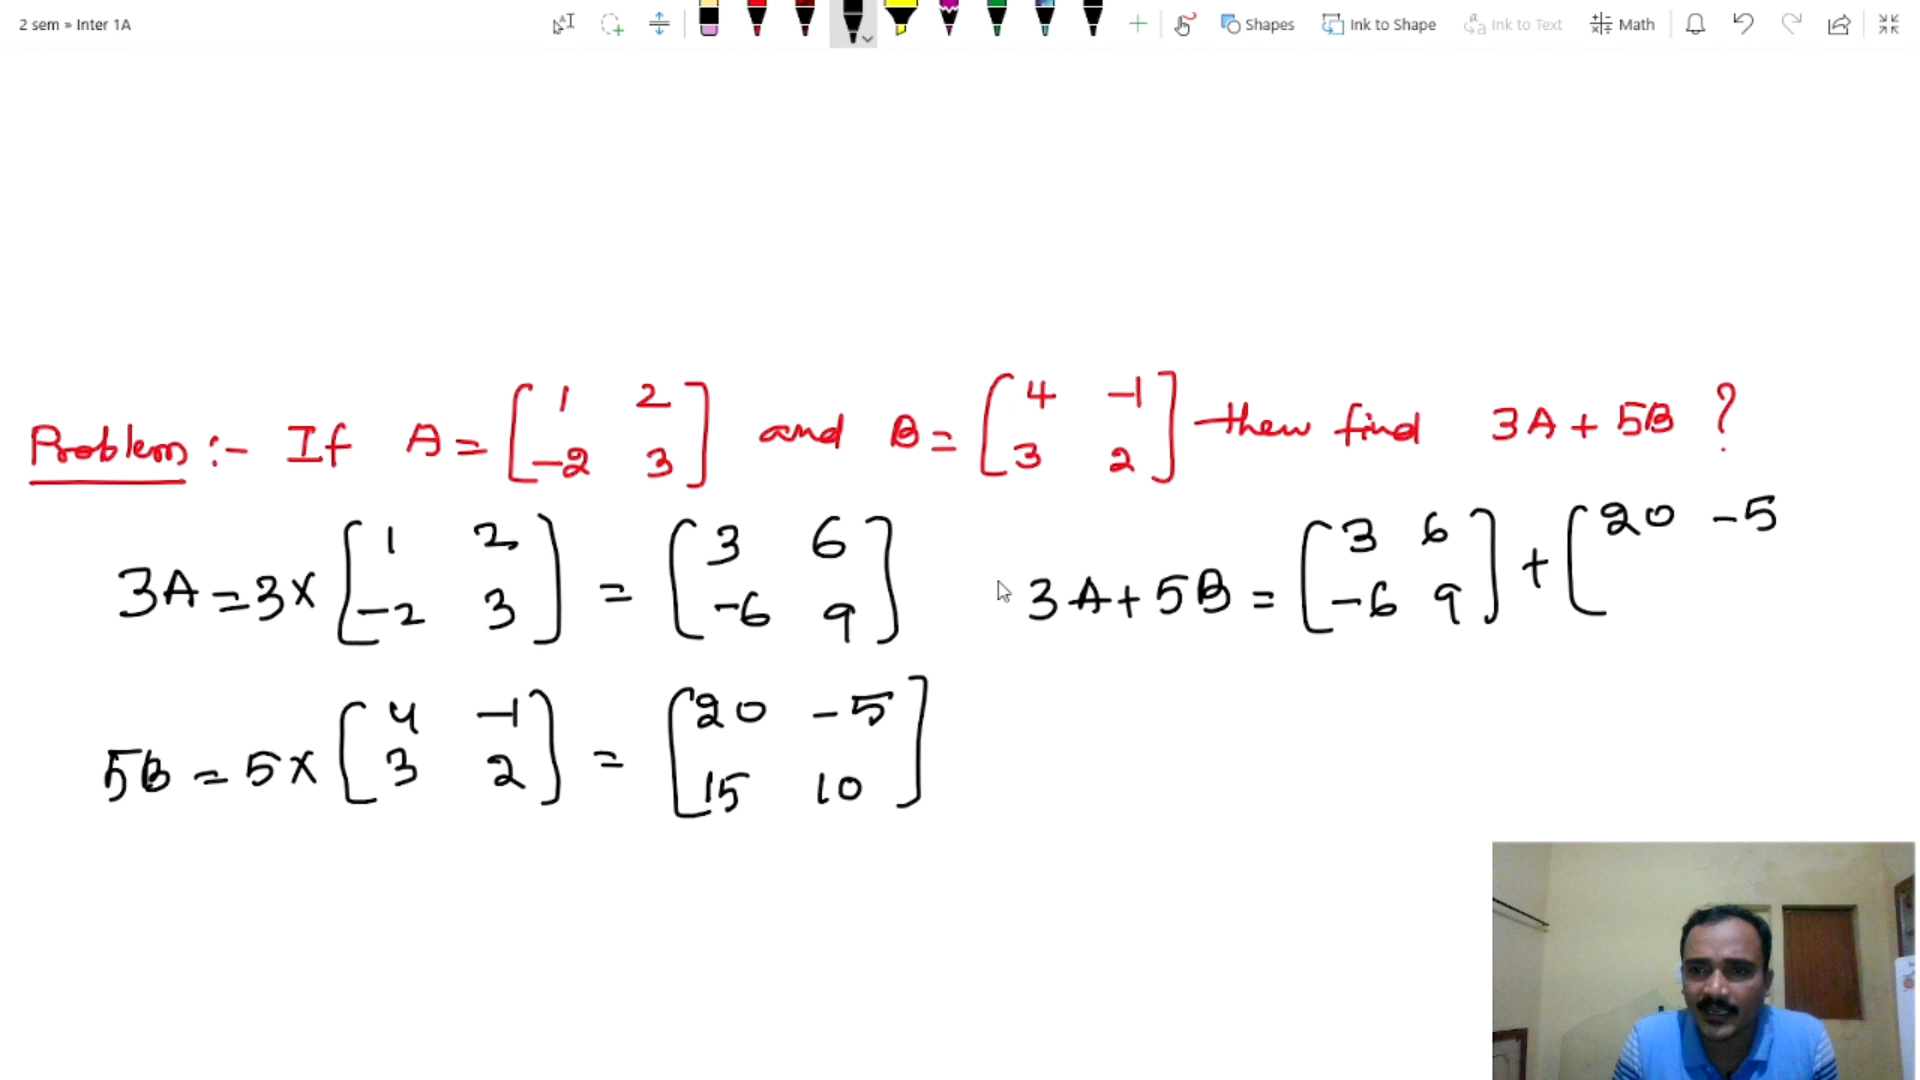 2 sem » Inter 1A
Shapes Ink to Shape Ink to Text Math
Problem :- If A = [1 2 -2 3] and B = [4 -1 3 2] then find 3A + 5B ?
3A = 3 × [1 2 -2 3] = [3 6 -6 9]
3A + 5B = [3 6 -6 9] + [20 -5
5B = 5 × [4 -1 3 2] = [20 -5 15 10]